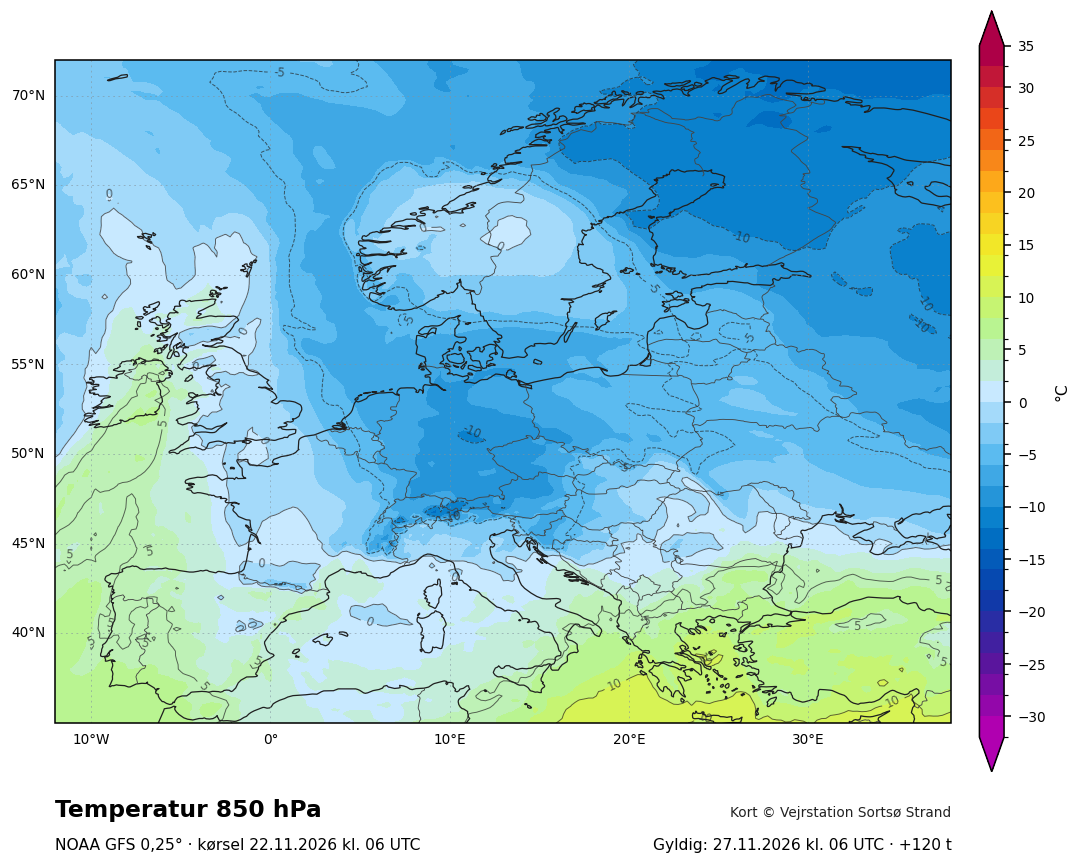 35
30
25
20
15
10
5
0
−5
−10
−15
−20
−25
−30
°C
70°N
65°N
60°N
55°N
50°N
45°N
40°N
10°W
0°
10°E
20°E
30°E
Temperatur 850 hPa
Kort © Vejrstation Sortsø Strand
NOAA GFS 0,25° · kørsel 22.11.2026 kl. 06 UTC
Gyldig: 27.11.2026 kl. 06 UTC · +120 t